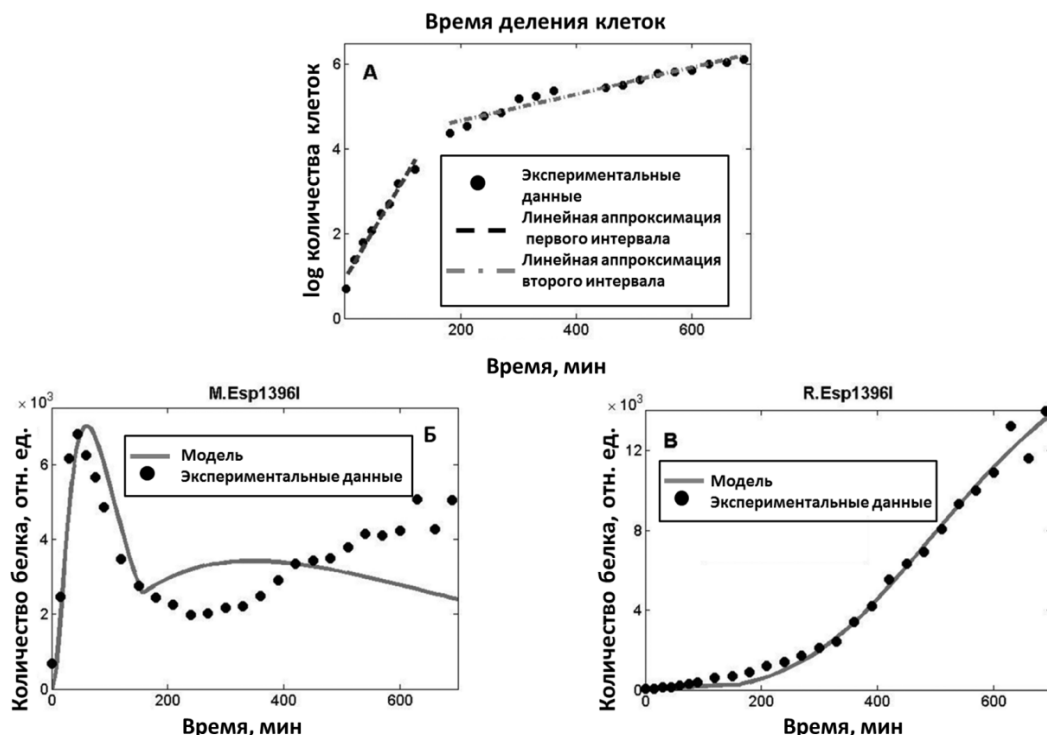 Время деления клеток
А
log количества клеток
6
4
2
0
200
400
600
Экспериментальные
данные
Линейная аппроксимация
первого интервала
Линейная аппроксимация
второго интервала
Время, мин
M.Esp1396I
× 10³
Б
Количество белка, отн. ед.
6
4
2
0
0
200
400
600
Модель
Экспериментальные данные
Время, мин
R.Esp1396I
× 10³
В
Количество белка, отн. ед.
12
8
4
0
0
200
400
600
Модель
Экспериментальные данные
Время, мин